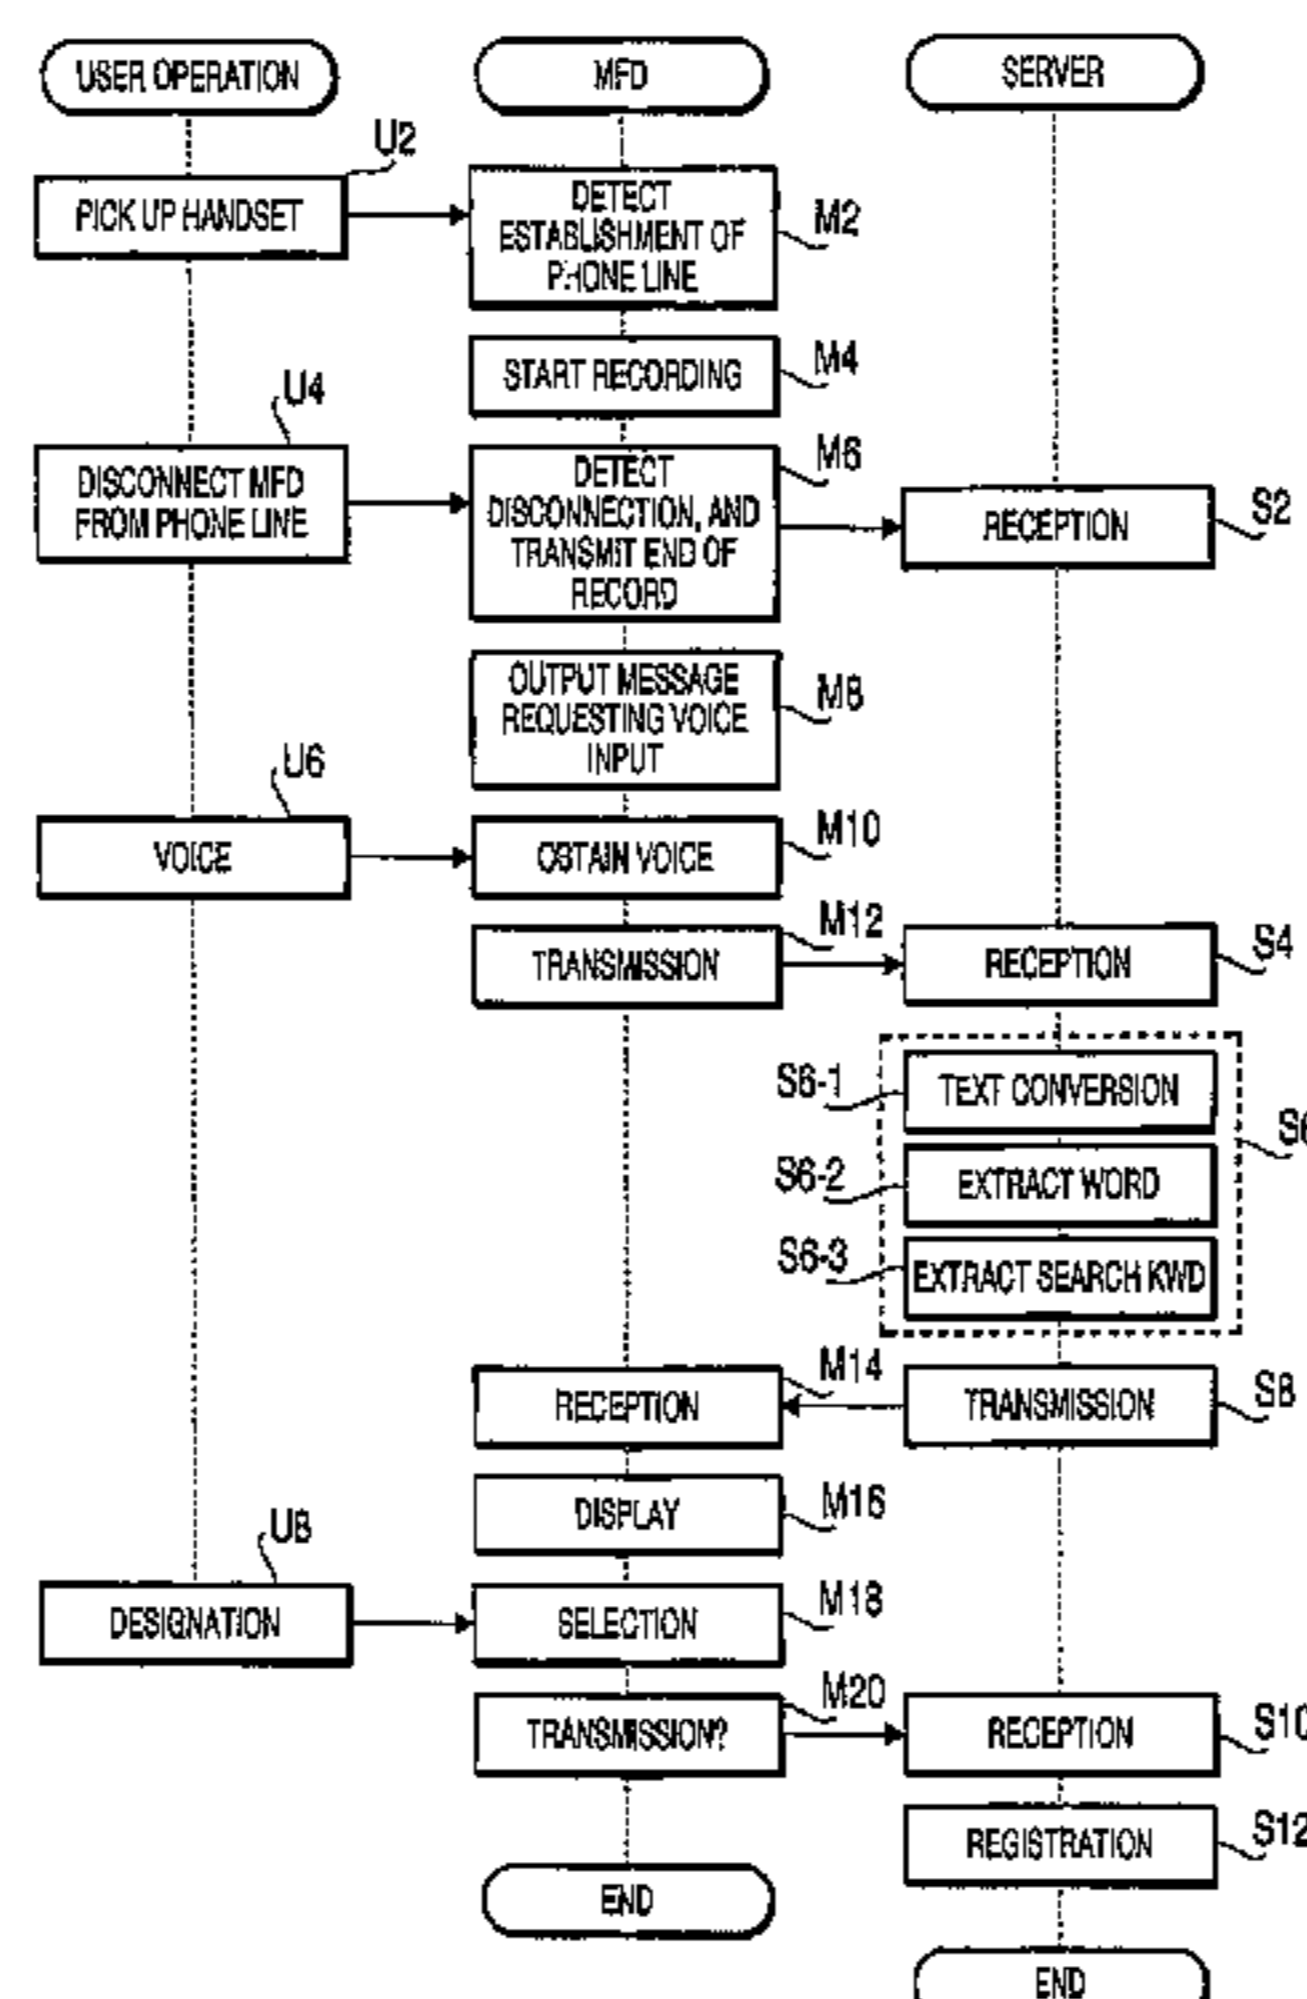 USER OPERATION
MFD
SERVER
U2
PICK UP HANDSET
DETECT
ESTABLISHMENT OF
PHONE LINE
M2
START RECORDING
M4
U4
DISCONNECT MFD
FROM PHONE LINE
DETECT
DISCONNECTION, AND
TRANSMIT END OF
RECORD
M6
RECEPTION
S2
OUTPUT MESSAGE
REQUESTING VOICE
INPUT
M8
U6
VOICE
OBTAIN VOICE
M10
TRANSMISSION
M12
RECEPTION
S4
S6-1
TEXT CONVERSION
S6
S6-2
EXTRACT WORD
S6-3
EXTRACT SEARCH KWD
RECEPTION
M14
TRANSMISSION
S8
DISPLAY
M16
U8
DESIGNATION
SELECTION
M18
TRANSMISSION?
M20
RECEPTION
S10
REGISTRATION
S12
END
END